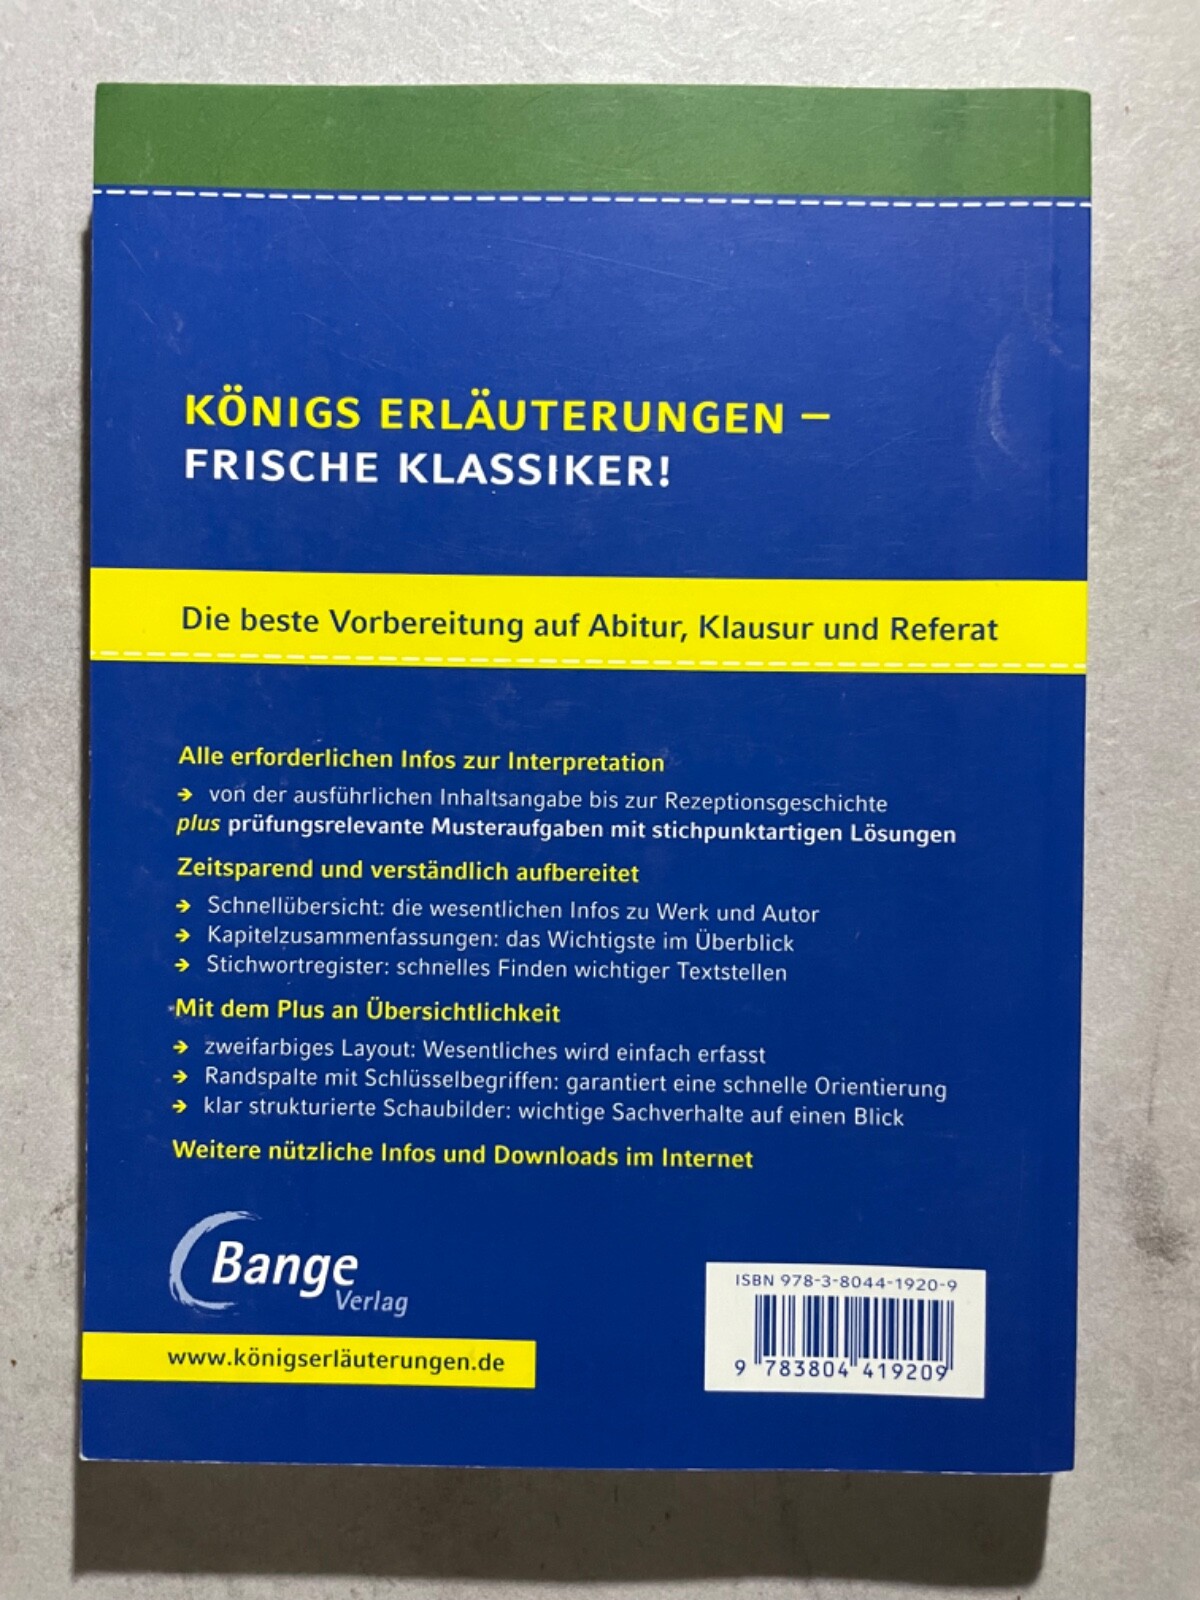 KÖNIGS ERLÄUTERUNGEN –
FRISCHE KLASSIKER!
Die beste Vorbereitung auf Abitur, Klausur und Referat
Alle erforderlichen Infos zur Interpretation
➔ von der ausführlichen Inhaltsangabe bis zur Rezeptionsgeschichte
plus prüfungsrelevante Musteraufgaben mit stichpunktartigen Lösungen
Zeitsparend und verständlich aufbereitet
➔ Schnellübersicht: die wesentlichen Infos zu Werk und Autor
➔ Kapitelzusammenfassungen: das Wichtigste im Überblick
➔ Stichwortregister: schnelles Finden wichtiger Textstellen
Mit dem Plus an Übersichtlichkeit
➔ zweifarbiges Layout: Wesentliches wird einfach erfasst
➔ Randspalte mit Schlüsselbegriffen: garantiert eine schnelle Orientierung
➔ klar strukturierte Schaubilder: wichtige Sachverhalte auf einen Blick
Weitere nützliche Infos und Downloads im Internet
Bange
Verlag
www.königserläuterungen.de
ISBN 978-3-8044-1920-9
9 783804 419209